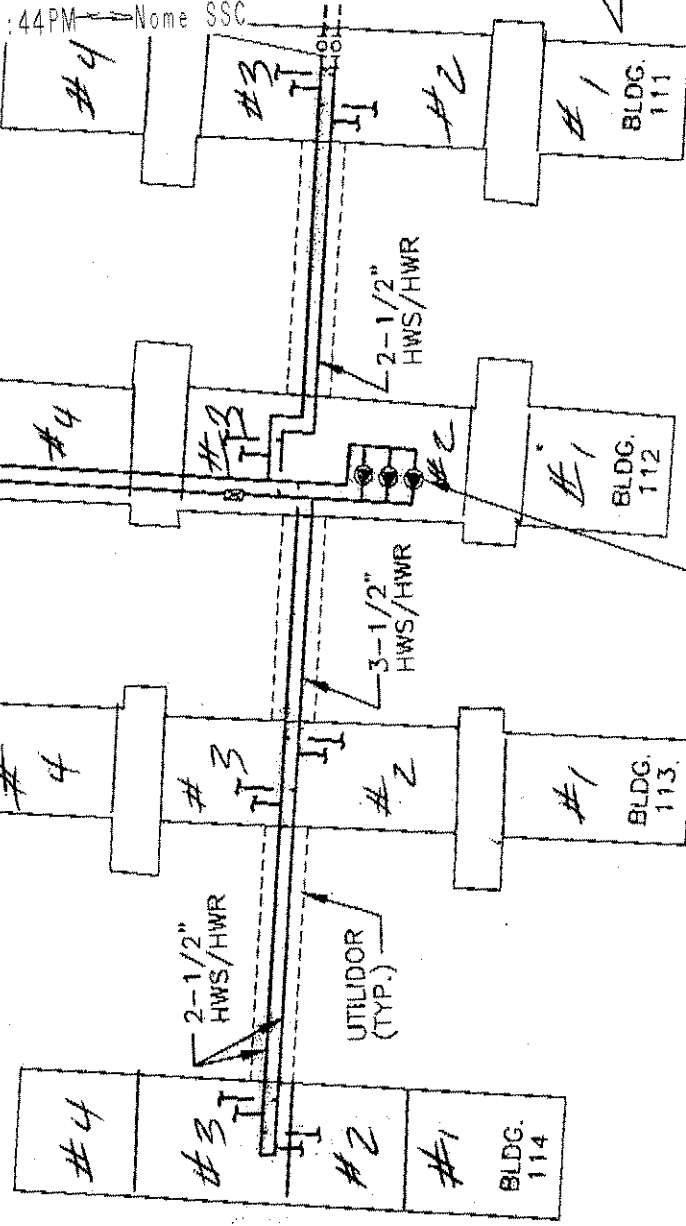 :44PM Nome SSC
#4
#3
#2
#1
BLDG.
111
2-1/2"
HWS/HWR
#4
#3
#2
#1
BLDG.
112
3-1/2"
HWS/HWR
#
4
#
3
#2
#1
BLDG.
113
2-1/2"
HWS/HWR
UTILIDOR
(TYP.)
#4
#3
#2
#1
BLDG.
114